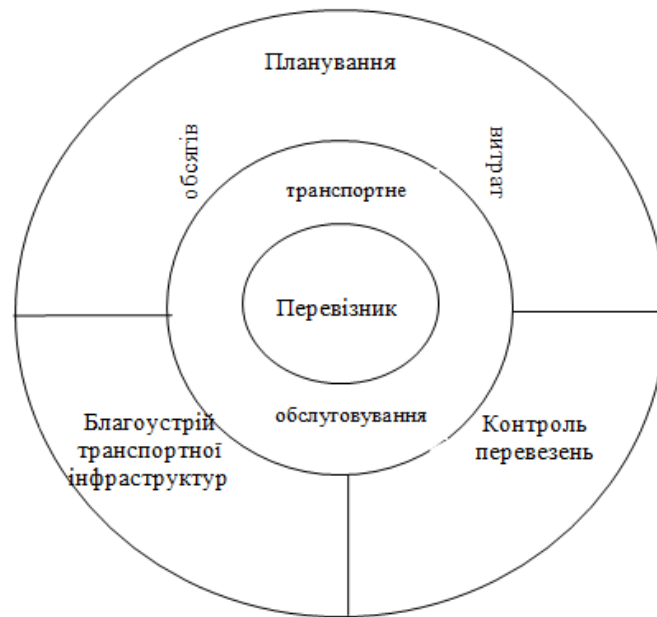 Планування
обсягів
витрат
транспортне
Перевізник
обслуговування
Благоустрій
транспортної
інфраструктур
Контроль
перевезень